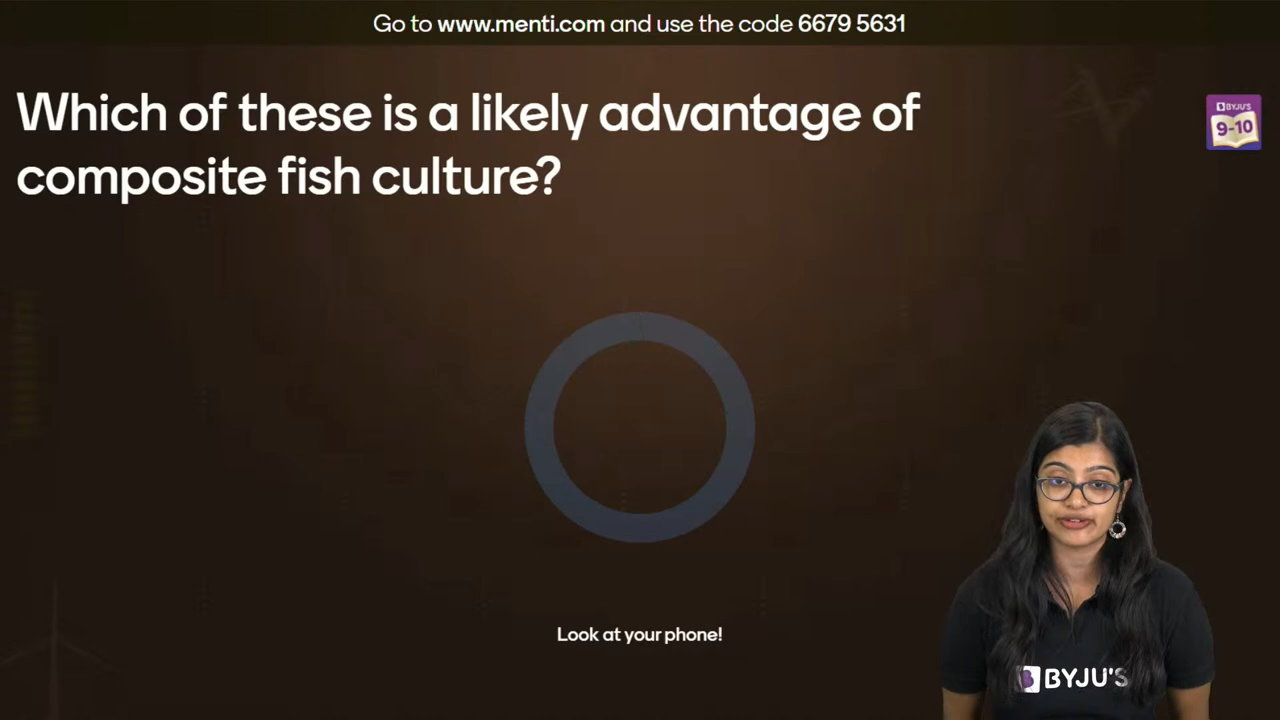 Go to www.menti.com and use the code 6679 5631
Which of these is a likely advantage of
composite fish culture?
BYJU'S
9-10
Look at your phone!
BYJU'S